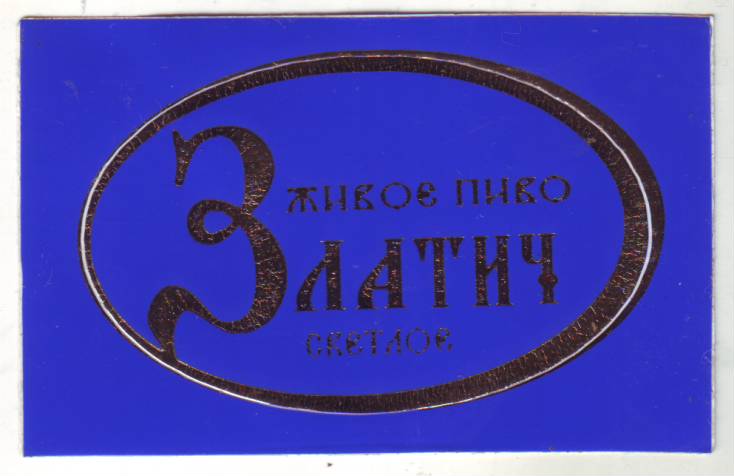 живое пиво
Златич
светлое